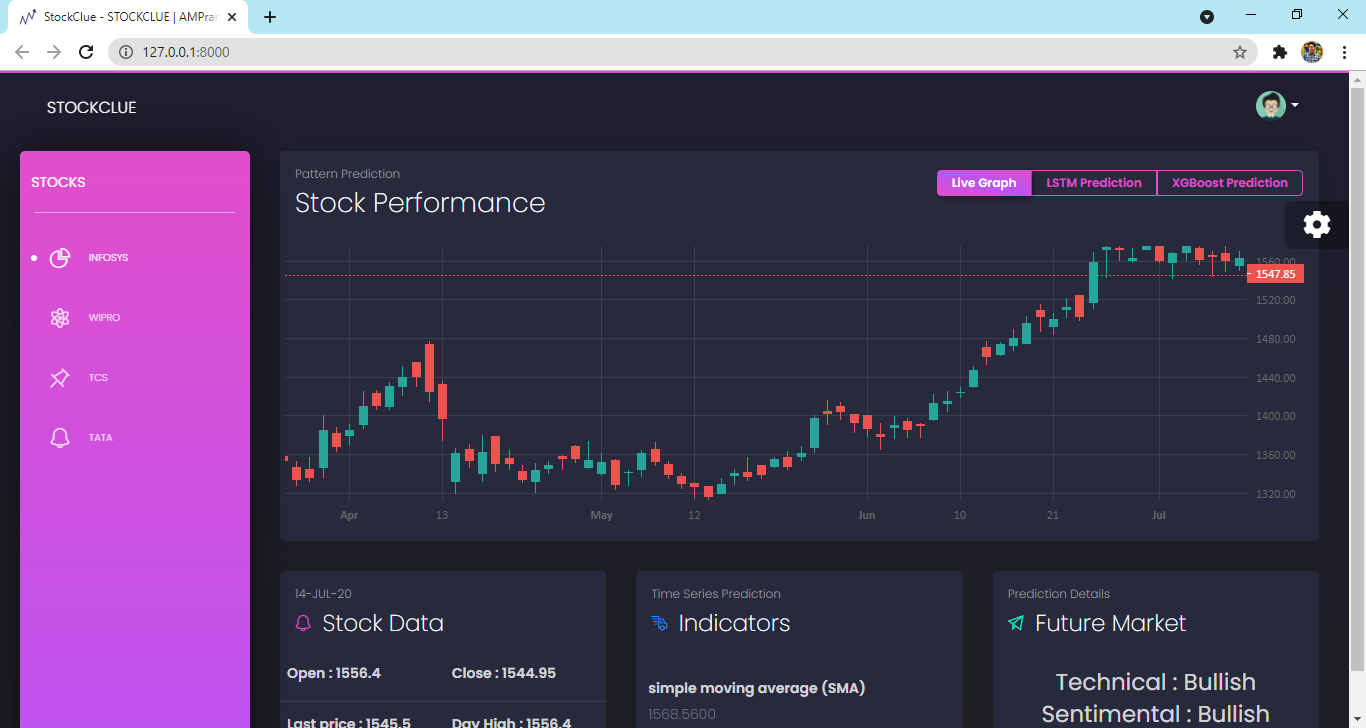 StockClue - STOCKCLUE | AMPra
127.0.0.1:8000
STOCKCLUE
STOCKS
INFOSYS
WIPRO
TCS
TATA
Pattern Prediction
Stock Performance
Live Graph
LSTM Prediction
XGBoost Prediction
1560.00
1547.85
1520.00
1480.00
1440.00
1400.00
1360.00
1320.00
Apr 13 May 12 Jun 10 21 Jul
14-JUL-20
Stock Data
Open : 1556.4 Close : 1544.95
Last price : 1545.5 Day High : 1556.4
Time Series Prediction
Indicators
simple moving average (SMA)
1568.5600
Prediction Details
Future Market
Technical : Bullish
Sentimental : Bullish